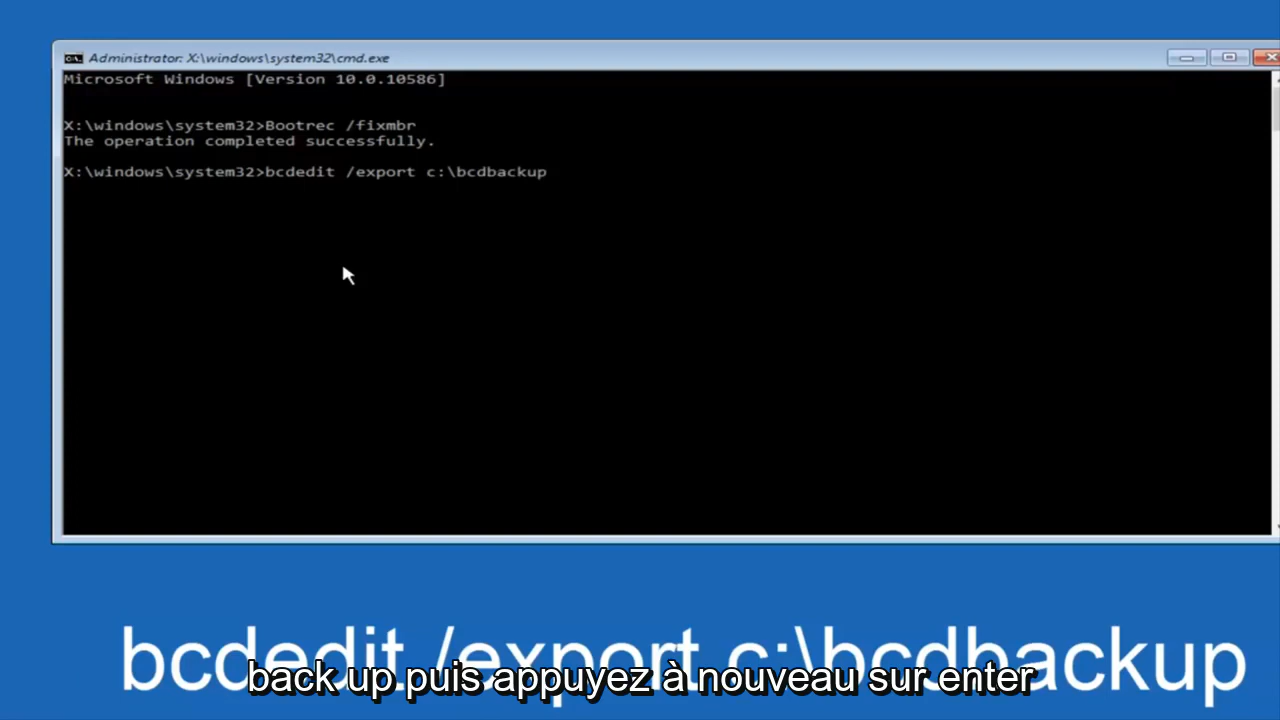 Administrator: X:\windows\system32\cmd.exe
Microsoft Windows [Version 10.0.10586]
X:\windows\system32>Bootrec /fixmbr
The operation completed successfully.
X:\windows\system32>bcdedit /export c:\bcdbackup
bcdedit /export c:\bcdbackup
back up puis appuyez à nouveau sur enter